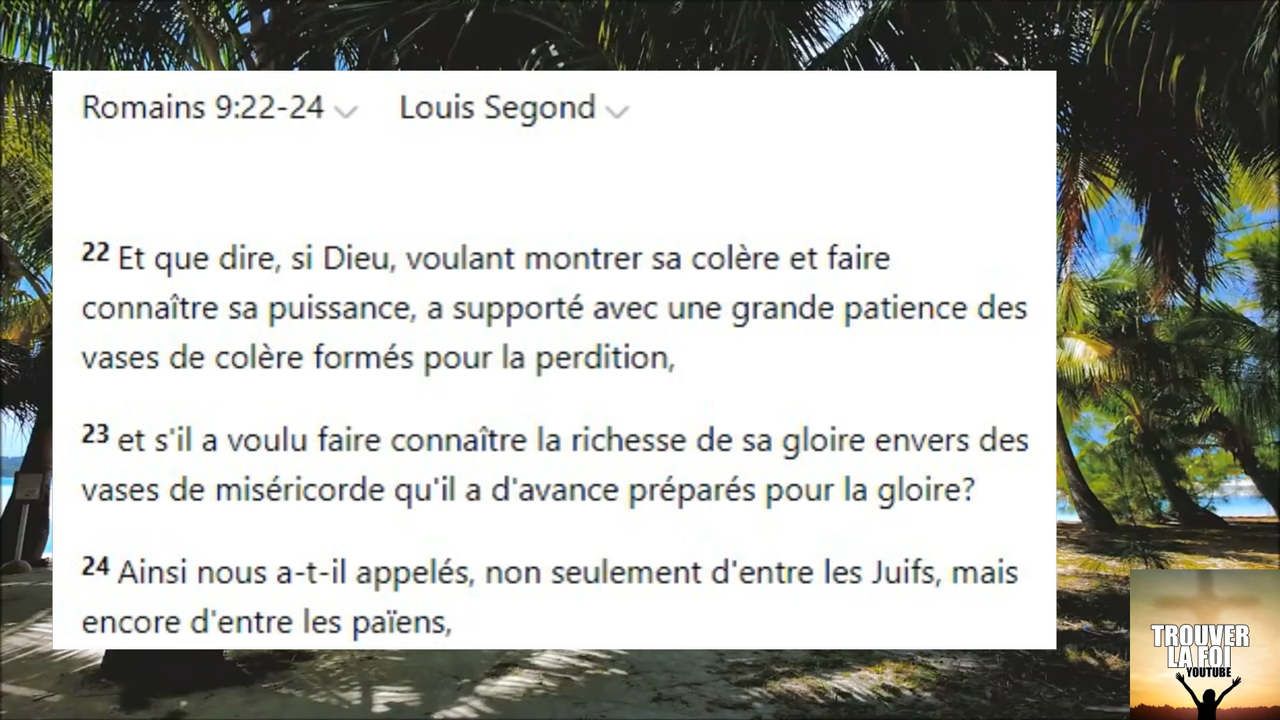 Romains 9:22-24 Louis Segond
22 Et que dire, si Dieu, voulant montrer sa colère et faire
connaître sa puissance, a supporté avec une grande patience des
vases de colère formés pour la perdition,
23 et s'il a voulu faire connaître la richesse de sa gloire envers des
vases de miséricorde qu'il a d'avance préparés pour la gloire?
24 Ainsi nous a-t-il appelés, non seulement d'entre les Juifs, mais
encore d'entre les païens,
TROUVER
LA FOI
YOUTUBE